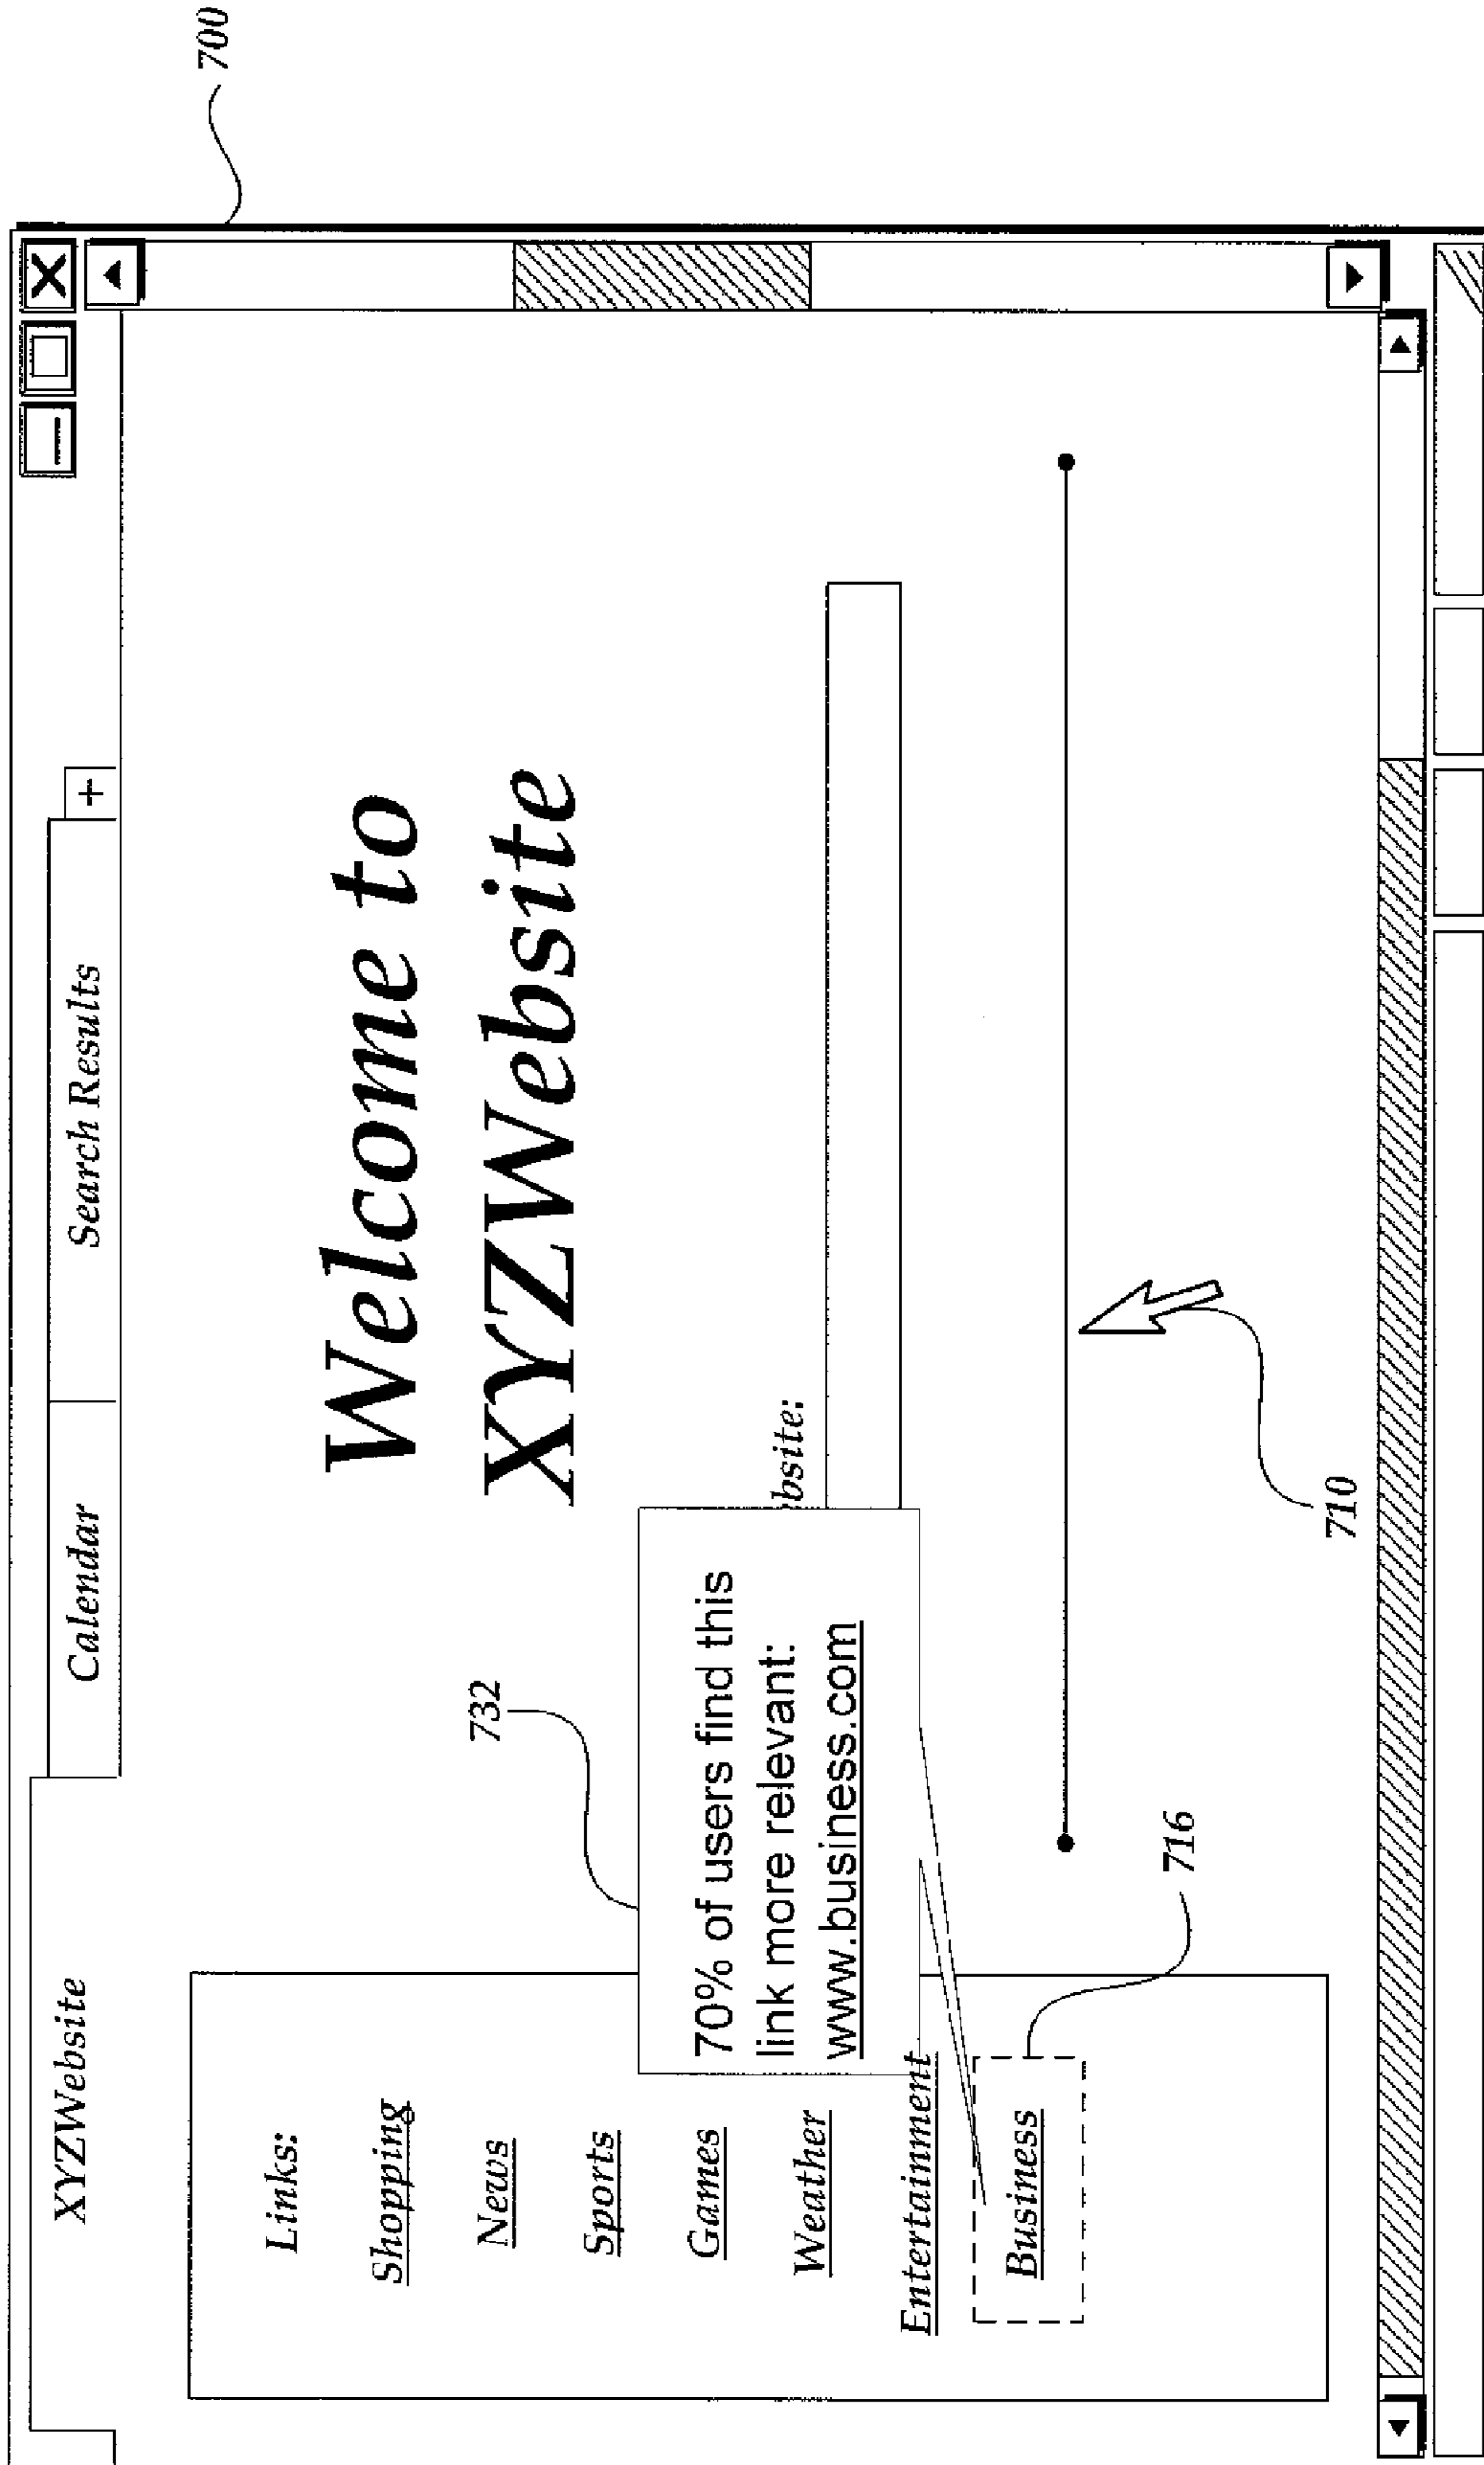 700
XYZWebsite
Calendar
Search Results
+
Welcome to
XYZWebsite
Links:
Shopping
News
Sports
Games
Weather
Entertainment
Business
732
70% of users find this
link more relevant:
www.business.com
bsite:
716
710